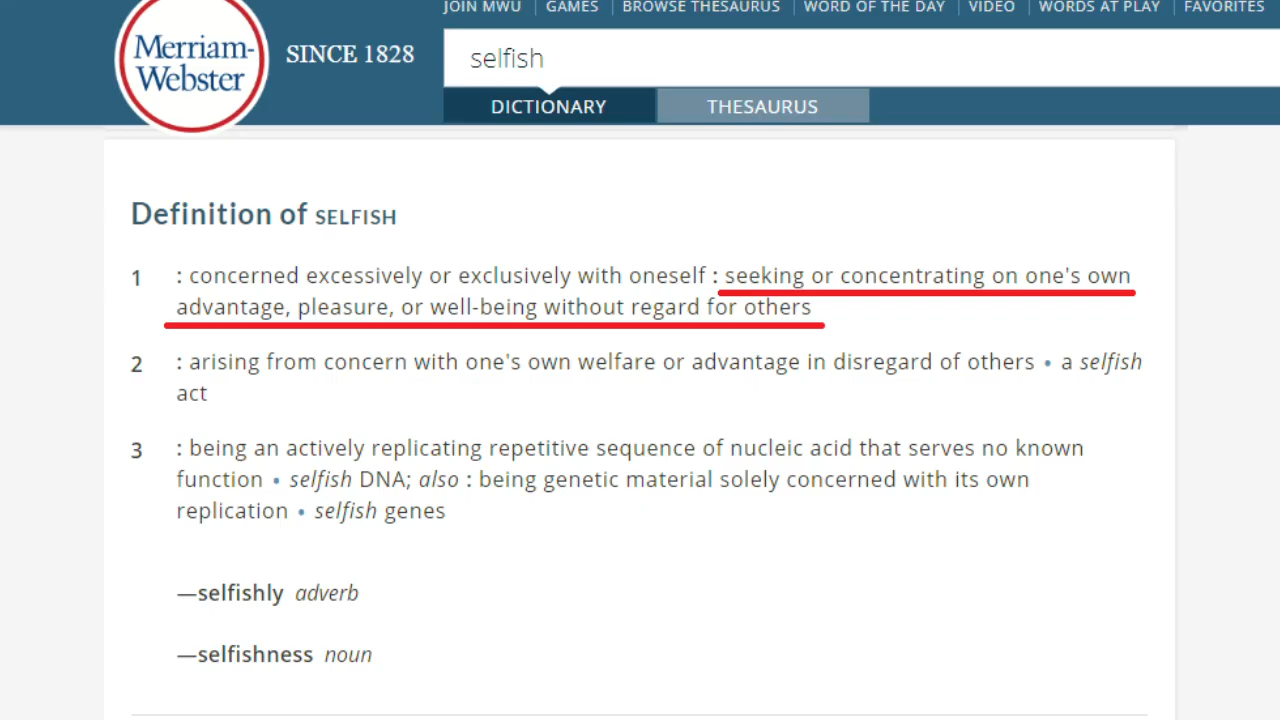 JOIN MWU GAMES BROWSE THESAURUS WORD OF THE DAY VIDEO WORDS AT PLAY FAVORITES
Merriam-
Webster
SINCE 1828
selfish
DICTIONARY THESAURUS
Definition of SELFISH
1 : concerned excessively or exclusively with oneself : seeking or concentrating on one's own
advantage, pleasure, or well-being without regard for others
2 : arising from concern with one's own welfare or advantage in disregard of others • a selfish
act
3 : being an actively replicating repetitive sequence of nucleic acid that serves no known
function • selfish DNA; also : being genetic material solely concerned with its own
replication • selfish genes
—selfishly adverb
—selfishness noun